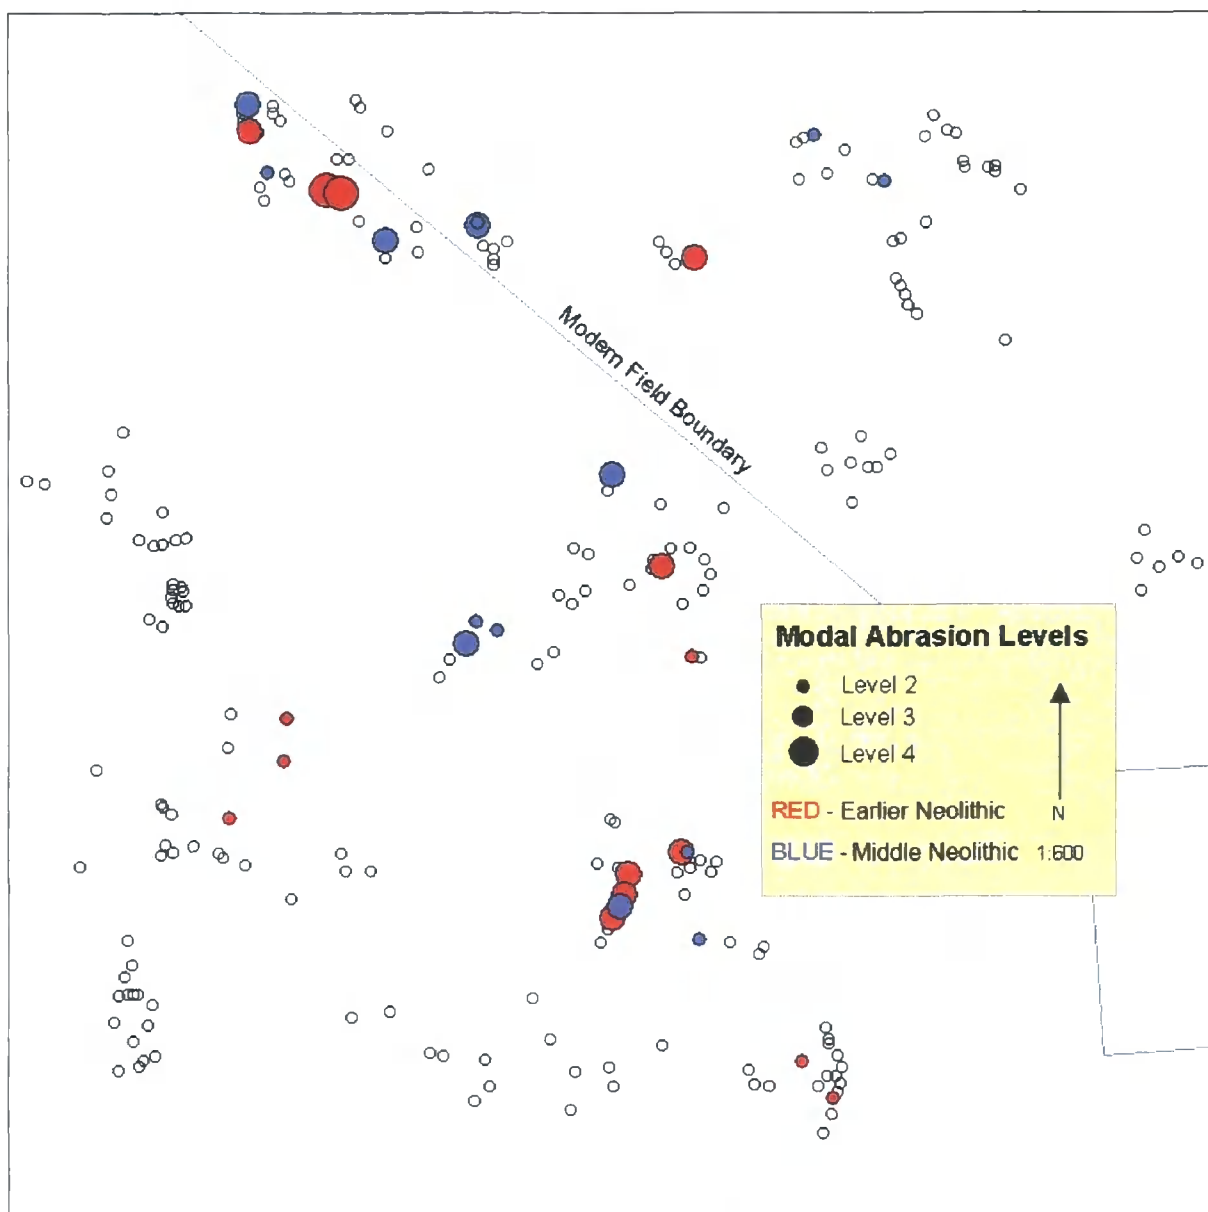 Modern Field Boundary
Modal Abrasion Levels
Level 2
Level 3
Level 4
RED - Earlier Neolithic N
BLUE - Middle Neolithic 1:600